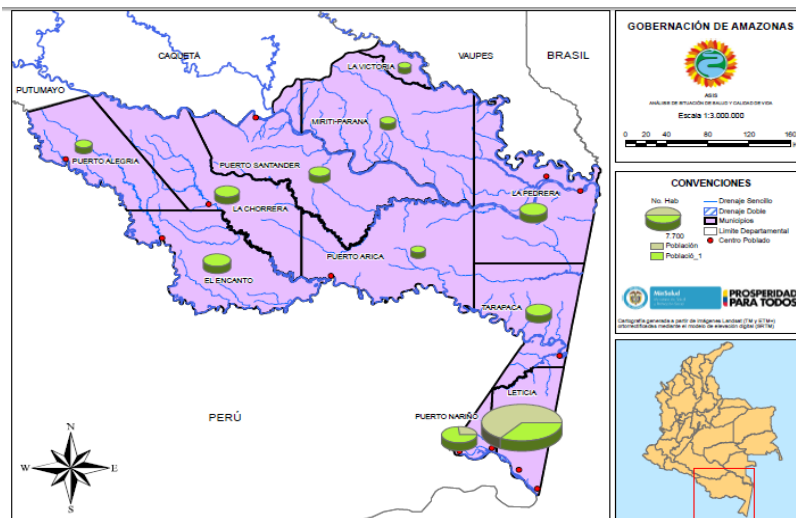 CAQUETÁ
VAUPES
BRASIL
PUTUMAYO
LA VICTORIA
MIRITI-PARANA
PUERTO ALEGRIA
PUERTO SANTANDER
LA PEDRERA
LA CHORRERA
PUERTO ARICA
EL ENCANTO
TARAPACA
LETICIA
PUERTO NARIÑO
PERÚ
N
W
E
S
GOBERNACIÓN DE AMAZONAS
ASIS
ANÁLISIS DE SITUACIÓN DE SALUD Y CALIDAD DE VIDA
Escala 1:3.000.000
0 20 40 80 120 160
CONVENCIONES
No. Hab
7.700
Población
Població_1
Drenaje Sencillo
Drenaje Doble
Municipios
Limite Departamental
Centro Poblado
MinSalud
PROSPERIDAD
PARA TODOS
Cartografía generada a partir de imágenes Landsat (TM y ETM+)
ortorrectificadas mediante el modelo de elevación digital (SRTM)